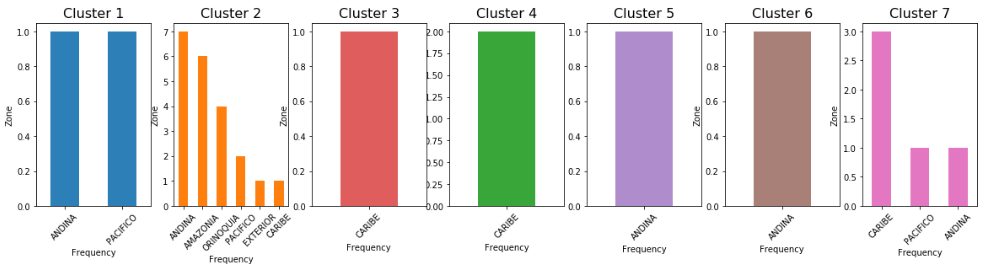 Cluster 1
Zone
1.0
0.8
0.6
0.4
0.2
0.0
ANDINA
PACIFICO
Frequency
Cluster 2
Zone
7
6
5
4
3
2
1
0
ANDINA
AMAZONIA
ORINOQUIA
PACIFICO
EXTERIOR
CARIBE
Frequency
Cluster 3
Zone
1.0
0.8
0.6
0.4
0.2
0.0
CARIBE
Frequency
Cluster 4
2.00
1.75
1.50
1.25
1.00
0.75
0.50
0.25
0.00
CARIBE
Frequency
Cluster 5
Zone
1.0
0.8
0.6
0.4
0.2
0.0
ANDINA
Frequency
Cluster 6
Zone
1.0
0.8
0.6
0.4
0.2
0.0
ANDINA
Frequency
Cluster 7
Zone
3.0
2.5
2.0
1.5
1.0
0.5
0.0
CARIBE
PACIFICO
ANDINA
Frequency